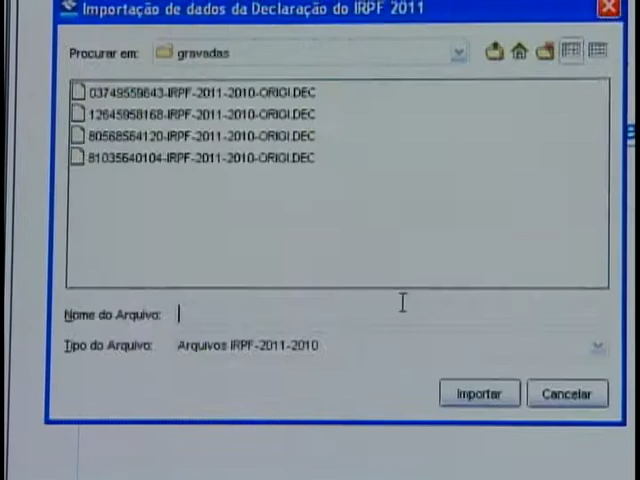 Importação de dados da Declaração do IRPF 2011
Procurar em: gravadas
03749559643-IRPF-2011-2010-ORIGI.DEC
12645958168-IRPF-2011-2010-ORIGI.DEC
80568564120-IRPF-2011-2010-ORIGI.DEC
81035640104-IRPF-2011-2010-ORIGI.DEC
Nome do Arquivo:
Tipo do Arquivo: Arquivos IRPF-2011-2010
Importar Cancelar